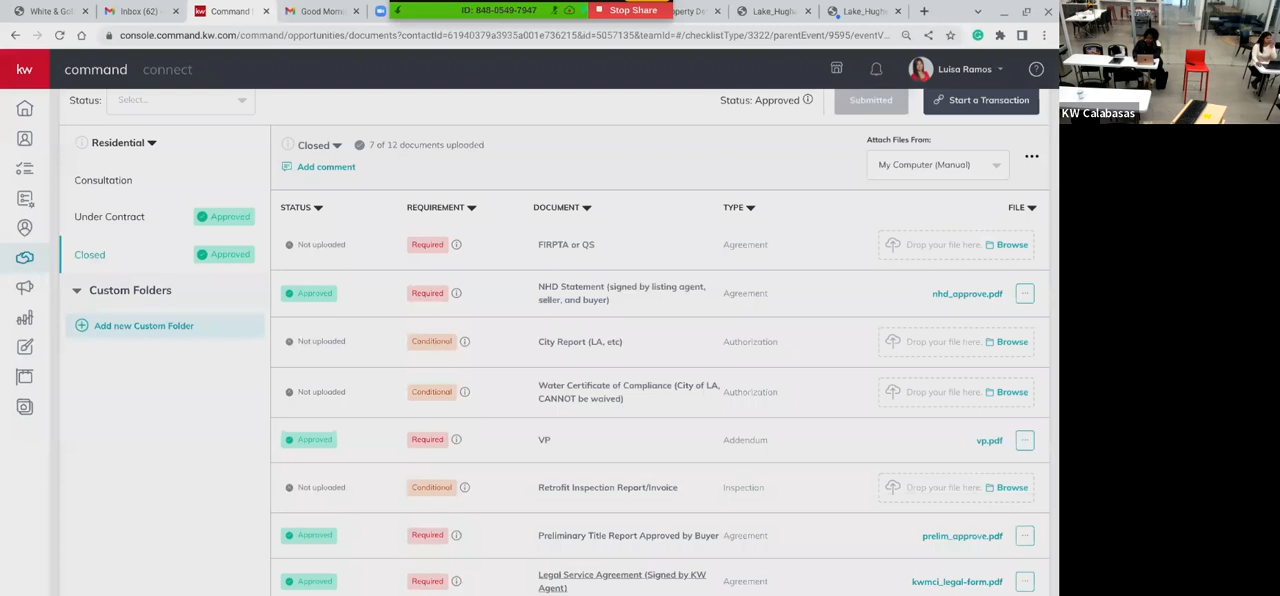 White & Go
Inbox (62)
Command
Good Morn
ID: 848-0549-7947
Stop Share
operty De
Lake_Hugh
Lake_Hugh
console.command.kw.com/command/opportunities/documents?contactId=61940379a3935a001e736215&id=5057135&teamId=#/checklistType/3322/parentEvent/9595/eventV...
kw
command connect
Luisa Ramos
Status: Select...
Status: Approved
Submitted
Start a Transaction
Residential
Consultation
Under Contract Approved
Closed Approved
Custom Folders
Add new Custom Folder
Closed 7 of 12 documents uploaded
Add comment
Attach Files From:
My Computer (Manual)
STATUS REQUIREMENT DOCUMENT TYPE FILE
Not uploaded Required FIRPTA or QS Agreement Drop your file here. Browse
Approved Required NHD Statement (signed by listing agent,
seller, and buyer) Agreement nhd_approve.pdf
Not uploaded Conditional City Report (LA, etc) Authorization Drop your file here. Browse
Not uploaded Conditional Water Certificate of Compliance (City of LA,
CANNOT be waived) Authorization Drop your file here. Browse
Approved Required VP Addendum vp.pdf
Not uploaded Conditional Retrofit Inspection Report/Invoice Inspection Drop your file here. Browse
Approved Required Preliminary Title Report Approved by Buyer Agreement prelim_approve.pdf
Approved Required Legal Service Agreement (Signed by KW
Agent) Agreement kwmci_legal-form.pdf
KW Calabasas